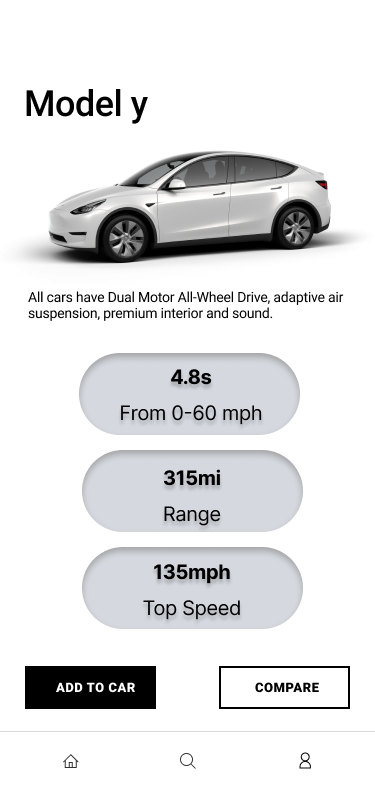 Model y
All cars have Dual Motor All-Wheel Drive, adaptive air
suspension, premium interior and sound.
4.8s
From 0-60 mph
315mi
Range
135mph
Top Speed
ADD TO CAR
COMPARE